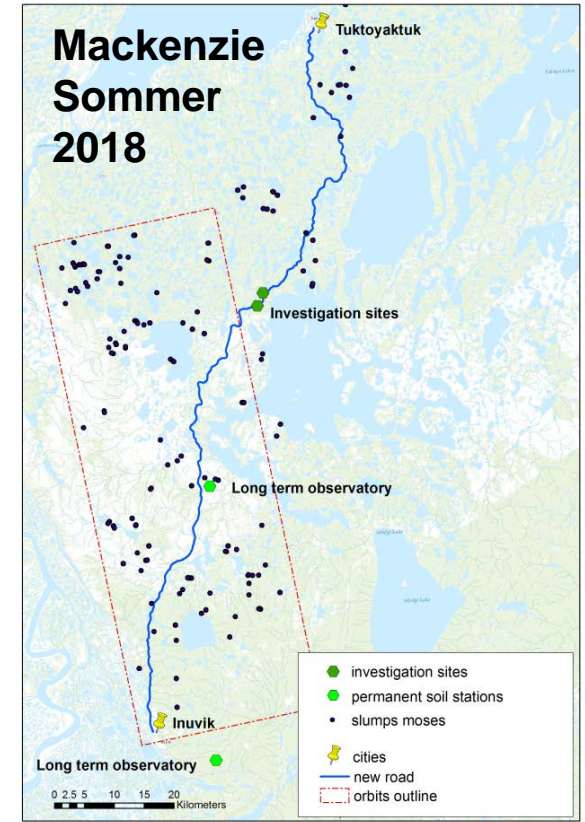 Mackenzie
Sommer
2018
Tuktoyaktuk
Investigation sites
Long term observatory
Inuvik
Long term observatory
0 2.5 5 10 15 20
Kilometers
investigation sites
permanent soil stations
slumps moses
cities
new road
orbits outline